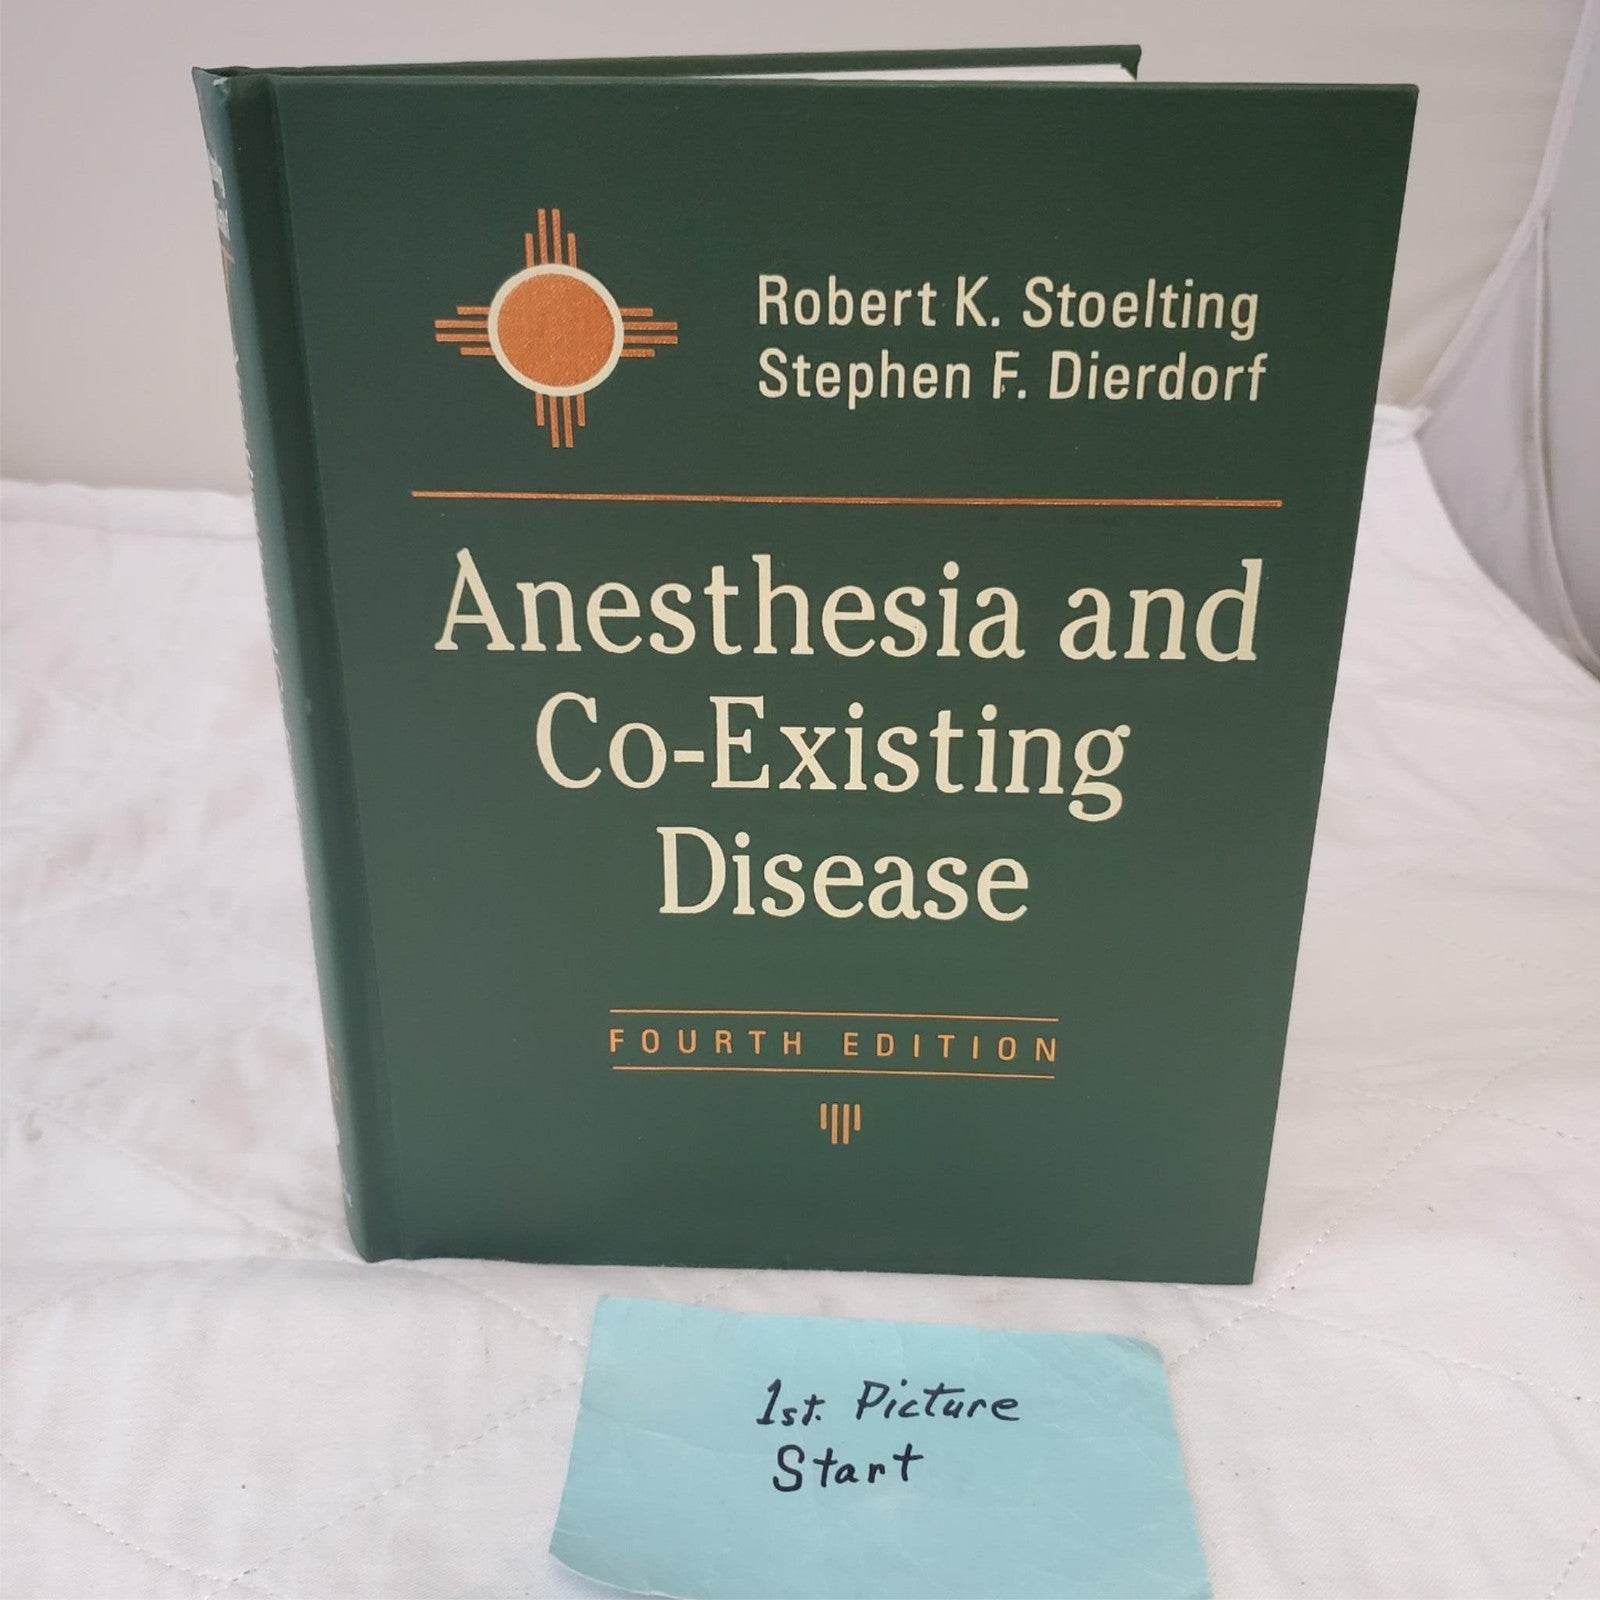 Robert K. Stoelting
Stephen F. Dierdorf
Anesthesia and
Co-Existing
Disease
FOURTH EDITION
1st. Picture
Start